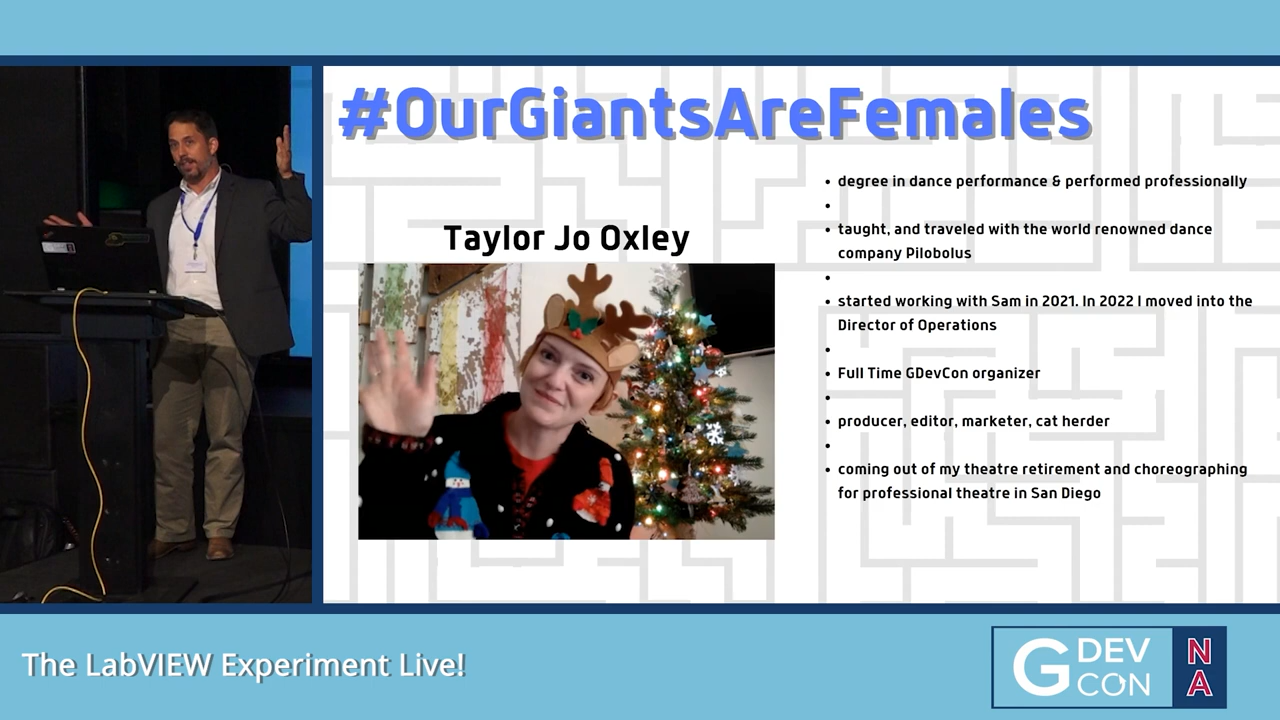 #OurGiantsAreFemales
Taylor Jo Oxley
• degree in dance performance & performed professionally
•
• taught, and traveled with the world renowned dance
company Pilobolus
•
• started working with Sam in 2021. In 2022 I moved into the
Director of Operations
•
• Full Time GDevCon organizer
•
• producer, editor, marketer, cat herder
•
• coming out of my theatre retirement and choreographing
for professional theatre in San Diego
The LabVIEW Experiment Live!
G DEV CON
N A